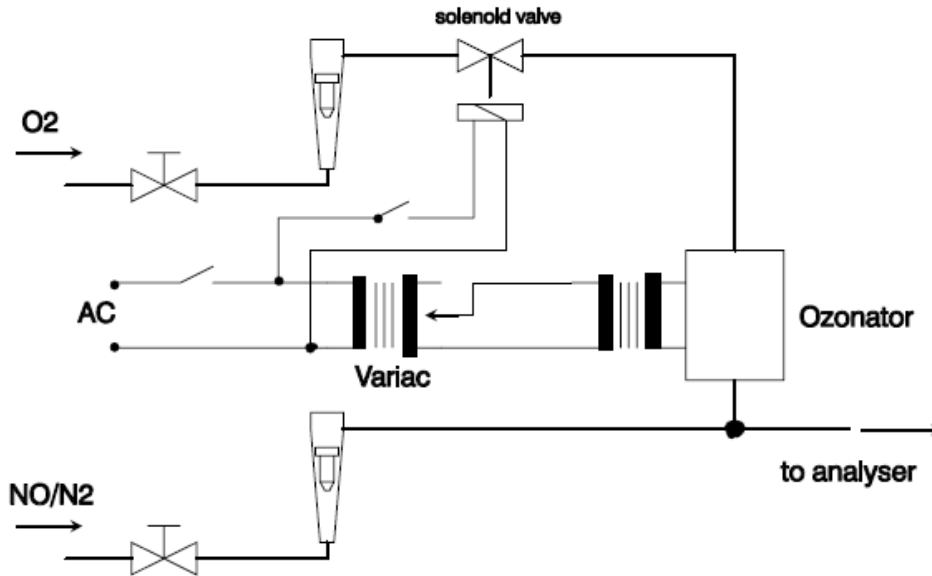 solenoid valve
O2
AC
Variac
Ozonator
to analyser
NO/N2